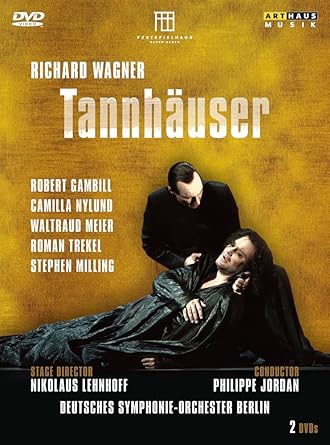 DVD
VIDEO
FESTSPIELHAUS
BADEN-BADEN
ARTHAUS
MUSIK
RICHARD WAGNER
Tannhäuser
ROBERT GAMBILL
CAMILLA NYLUND
WALTRAUD MEIER
ROMAN TREKEL
STEPHEN MILLING
STAGE DIRECTOR
NIKOLAUS LEHNHOFF
CONDUCTOR
PHILIPPE JORDAN
DEUTSCHES SYMPHONIE-ORCHESTER BERLIN
2 DVDs